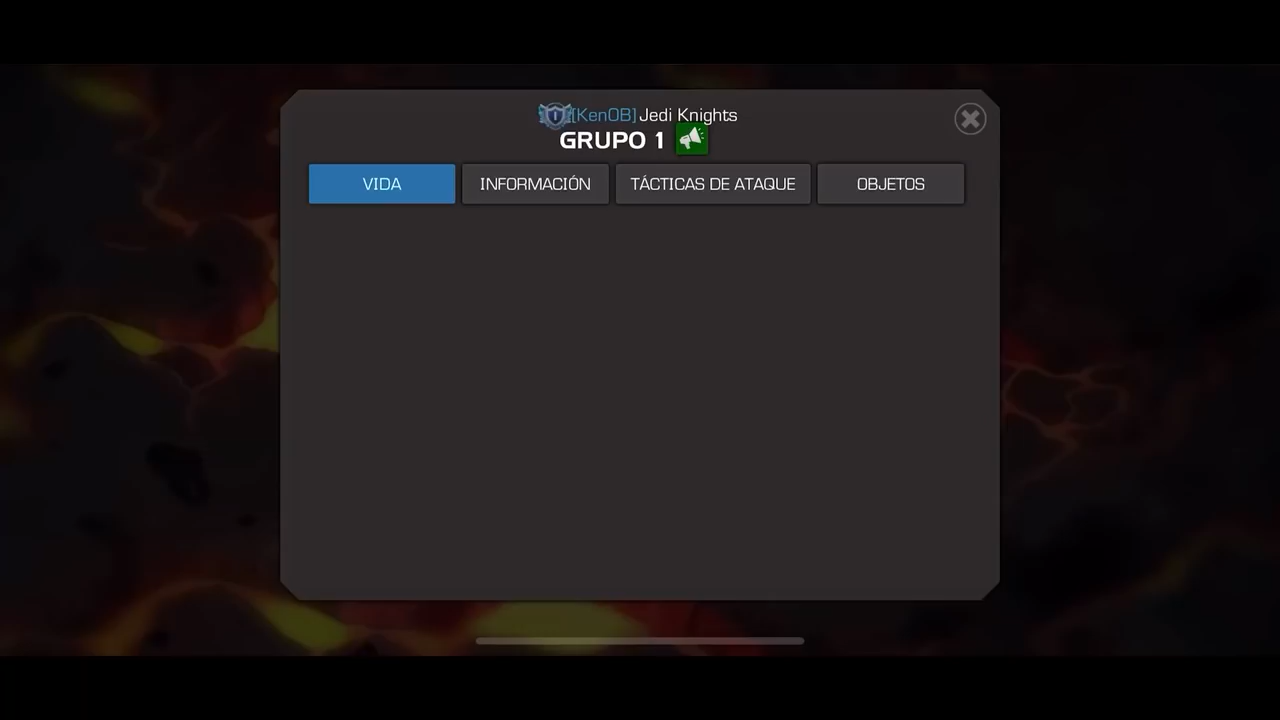 [KenOB] Jedi Knights
GRUPO 1
VIDA
INFORMACIÓN
TÁCTICAS DE ATAQUE
OBJETOS